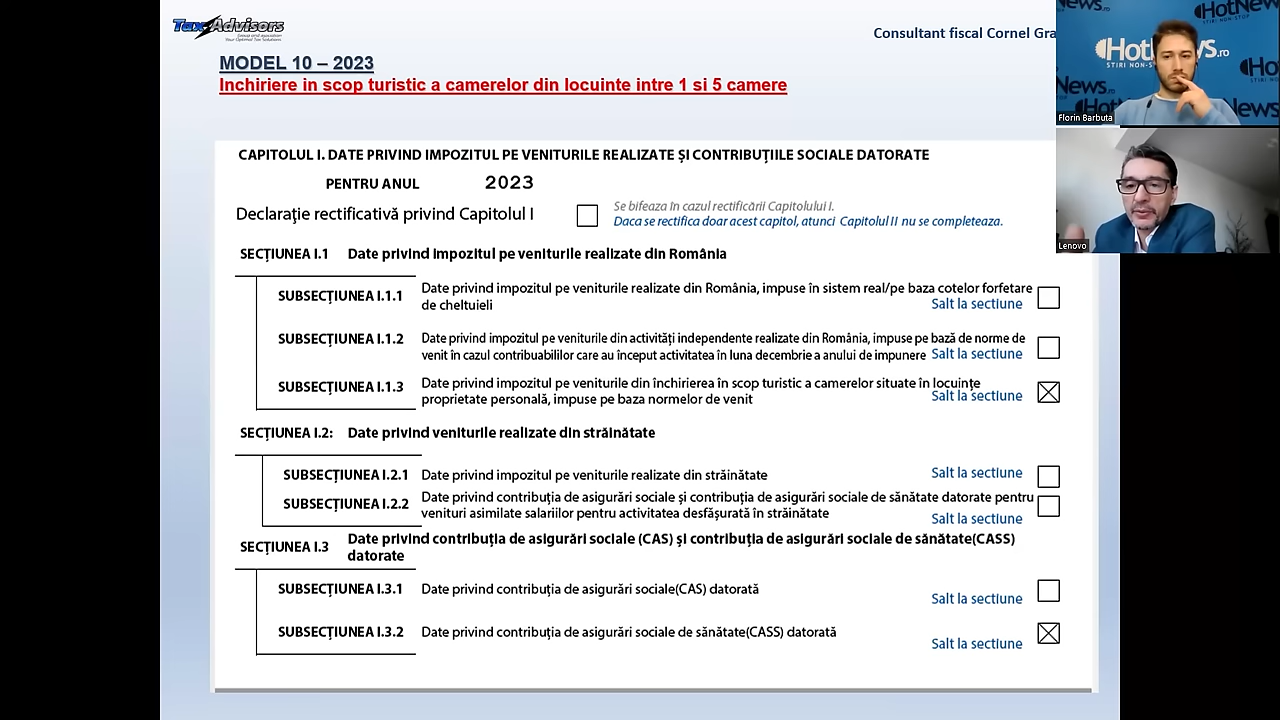 Tax Advisors
Consultant fiscal Cornel Gra
MODEL 10 – 2023
Inchiriere in scop turistic a camerelor din locuinte intre 1 si 5 camere
HotNews.ro
STIRI NON-STOP
Florin Barbuta
Lenovo
CAPITOLUL I. DATE PRIVIND IMPOZITUL PE VENITURILE REALIZATE ȘI CONTRIBUȚIILE SOCIALE DATORATE
PENTRU ANUL 2023
Declaraţie rectificativă privind Capitolul I
Se bifeaza în cazul rectificării Capitolului I.
Daca se rectifica doar acest capitol, atunci Capitolul II nu se completeaza.
SECȚIUNEA I.1 Date privind impozitul pe veniturile realizate din România
SUBSECȚIUNEA I.1.1 Date privind impozitul pe veniturile realizate din România, impuse în sistem real/pe baza cotelor forfetare
de cheltuieli Salt la sectiune
SUBSECȚIUNEA I.1.2 Date privind impozitul pe veniturile din activități independente realizate din România, impuse pe bază de norme de
venit în cazul contribuabililor care au început activitatea în luna decembrie a anului de impunere Salt la sectiune
SUBSECȚIUNEA I.1.3 Date privind impozitul pe veniturile din închirierea în scop turistic a camerelor situate în locuințe
proprietate personală, impuse pe baza normelor de venit Salt la sectiune
SECȚIUNEA I.2: Date privind veniturile realizate din străinătate
SUBSECȚIUNEA I.2.1 Date privind impozitul pe veniturile realizate din străinătate Salt la sectiune
SUBSECȚIUNEA I.2.2 Date privind contribuția de asigurări sociale și contribuția de asigurări sociale de sănătate datorate pentru
venituri asimilate salariilor pentru activitatea desfășurată în străinătate Salt la sectiune
SECȚIUNEA I.3 Date privind contribuția de asigurări sociale (CAS) și contribuția de asigurări sociale de sănătate(CASS)
datorate
SUBSECȚIUNEA I.3.1 Date privind contribuția de asigurări sociale(CAS) datorată Salt la sectiune
SUBSECȚIUNEA I.3.2 Date privind contribuția de asigurări sociale de sănătate(CASS) datorată Salt la sectiune